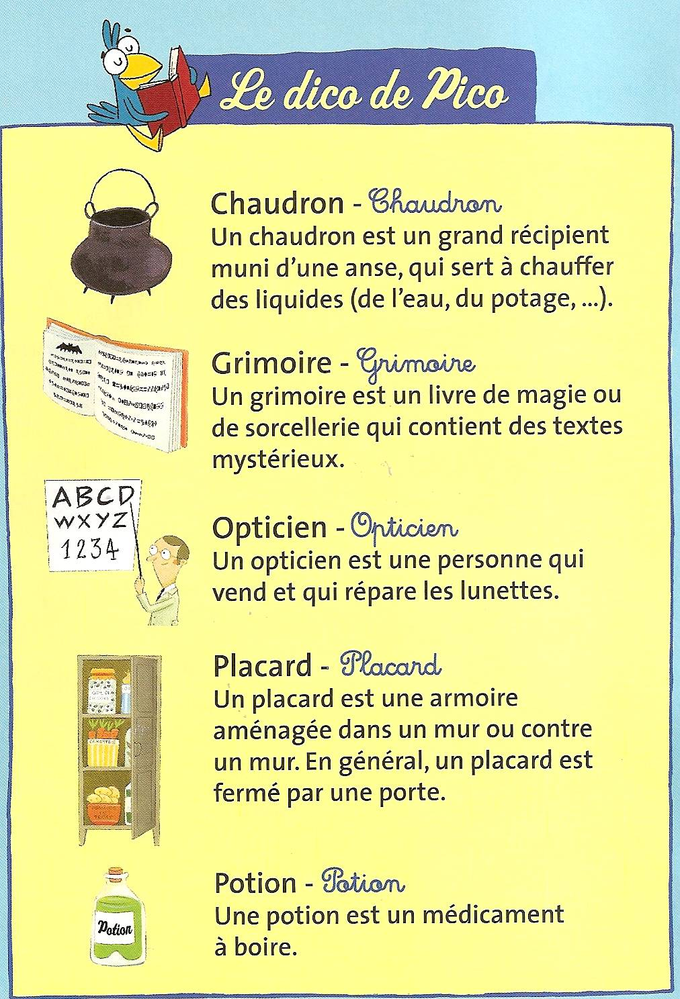 Le dico de Pico
Chaudron - Chaudron
Un chaudron est un grand récipient
muni d'une anse, qui sert à chauffer
des liquides (de l'eau, du potage, ...).
Grimoire - Grimoire
Un grimoire est un livre de magie ou
de sorcellerie qui contient des textes
mystérieux.
ABCD
WXYZ
1234
Opticien - Opticien
Un opticien est une personne qui
vend et qui répare les lunettes.
Placard - Placard
Un placard est une armoire
aménagée dans un mur ou contre
un mur. En général, un placard est
fermé par une porte.
CAROTTES
POMMES
DE
TERRE
Potion - Potion
Une potion est un médicament
à boire.
Potion